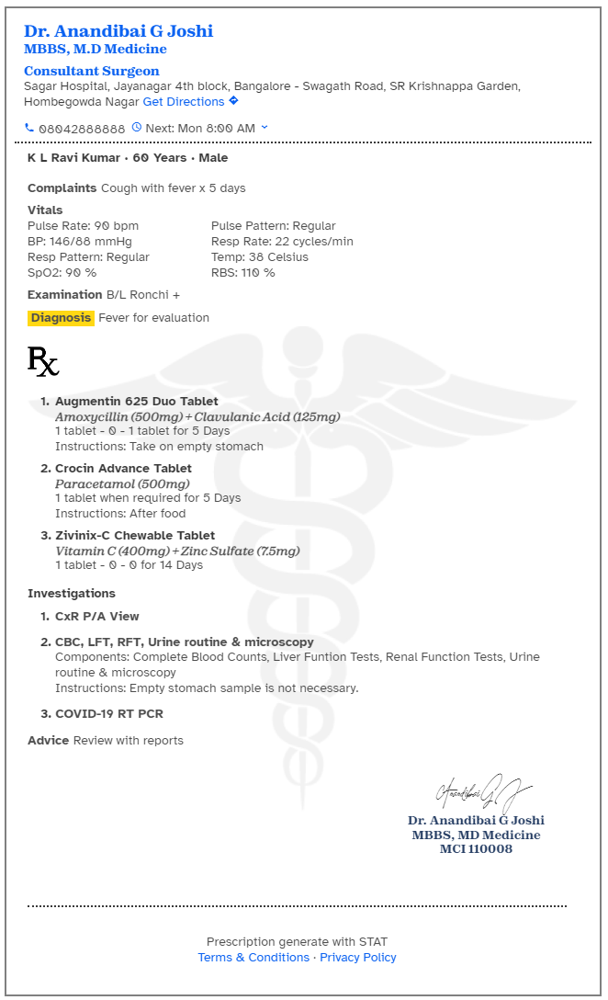 Dr. Anandibai G Joshi
MBBS, M.D Medicine
Consultant Surgeon
Sagar Hospital, Jayanagar 4th block, Bangalore - Swagath Road, SR Krishnappa Garden,
Hombegowda Nagar Get Directions
08042888888 Next: Mon 8:00 AM
K L Ravi Kumar · 60 Years · Male
Complaints Cough with fever x 5 days
Vitals
Pulse Rate: 90 bpm Pulse Pattern: Regular
BP: 146/88 mmHg Resp Rate: 22 cycles/min
Resp Pattern: Regular Temp: 38 Celsius
SpO2: 90 % RBS: 110 %
Examination B/L Ronchi +
Diagnosis Fever for evaluation
Rx
1. Augmentin 625 Duo Tablet
Amoxycillin (500mg) + Clavulanic Acid (125mg)
1 tablet - 0 - 1 tablet for 5 Days
Instructions: Take on empty stomach
2. Crocin Advance Tablet
Paracetamol (500mg)
1 tablet when required for 5 Days
Instructions: After food
3. Zivinix-C Chewable Tablet
Vitamin C (400mg) + Zinc Sulfate (7.5mg)
1 tablet - 0 - 0 for 14 Days
Investigations
1. CxR P/A View
2. CBC, LFT, RFT, Urine routine & microscopy
Components: Complete Blood Counts, Liver Funtion Tests, Renal Function Tests, Urine
routine & microscopy
Instructions: Empty stomach sample is not necessary.
3. COVID-19 RT PCR
Advice Review with reports
Anandibai G J
Dr. Anandibai G Joshi
MBBS, MD Medicine
MCI 110008
Prescription generate with STAT
Terms & Conditions · Privacy Policy